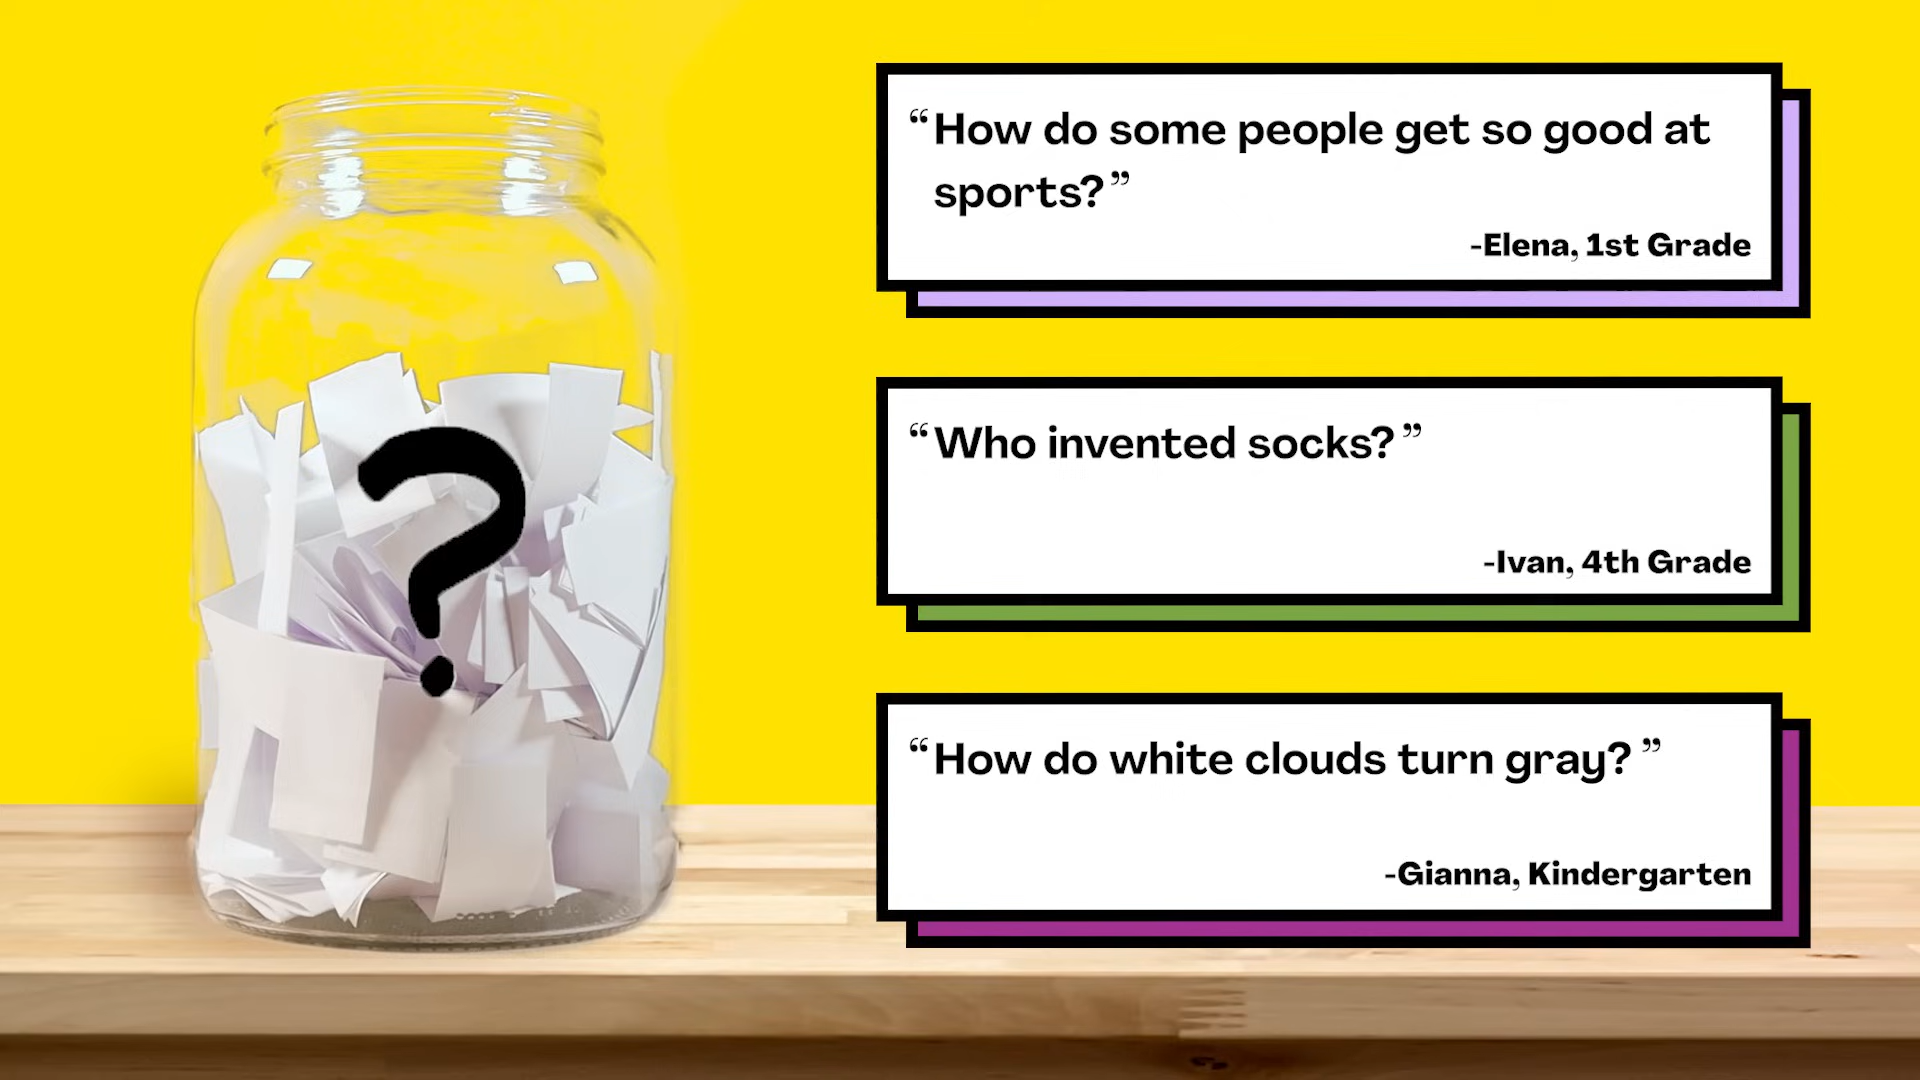 ?
“How do some people get so good at
sports?”
-Elena, 1st Grade
“Who invented socks?”
-Ivan, 4th Grade
“How do white clouds turn gray? ”
-Gianna, Kindergarten